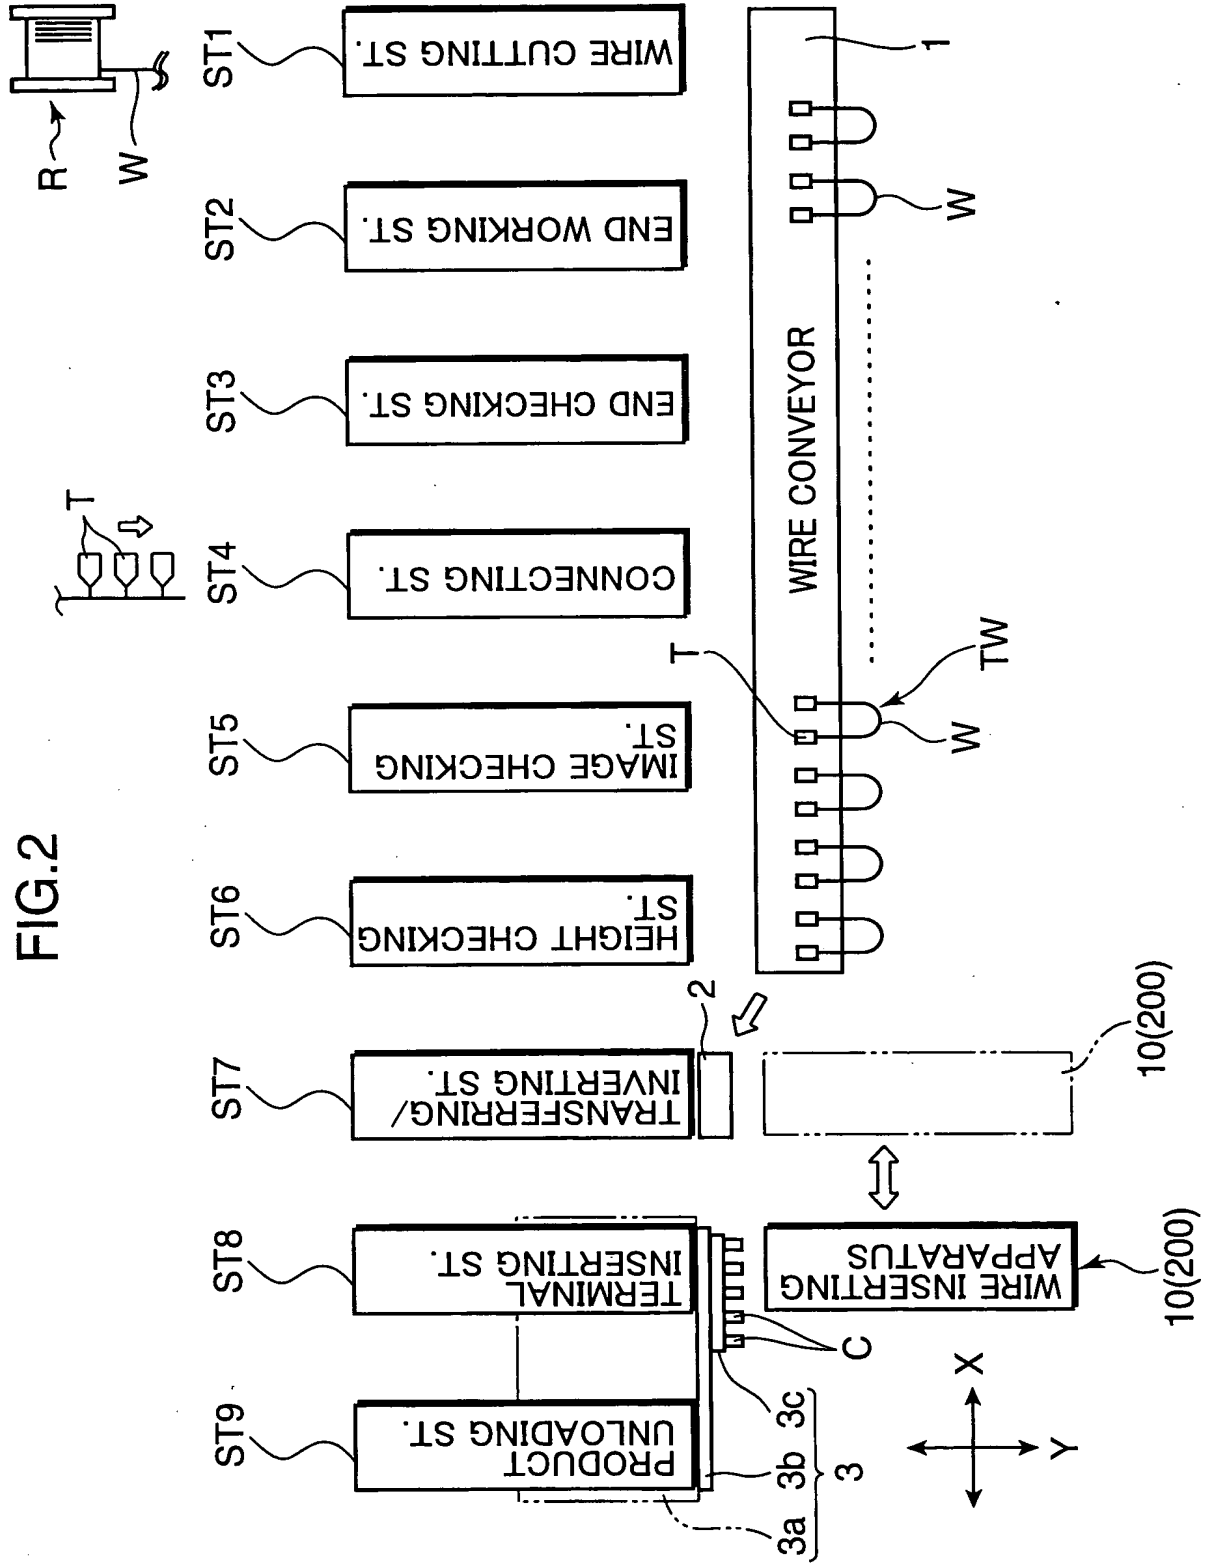 FIG.2
R
W
T
ST9
ST8
ST7
ST6
ST5
ST4
ST3
ST2
ST1
PRODUCT
UNLOADING ST.
TERMINAL
INSERTING ST.
TRANSFERRING/
INVERTING ST.
HEIGHT CHECKING
ST.
IMAGE CHECKING
ST.
CONNECTING ST.
END CHECKING ST.
END WORKING ST.
WIRE CUTTING ST.
2
T
1
WIRE CONVEYOR
3a
3b
3c
3
C
WIRE INSERTING
APPARATUS
W
TW
W
X
Y
10(200)
10(200)